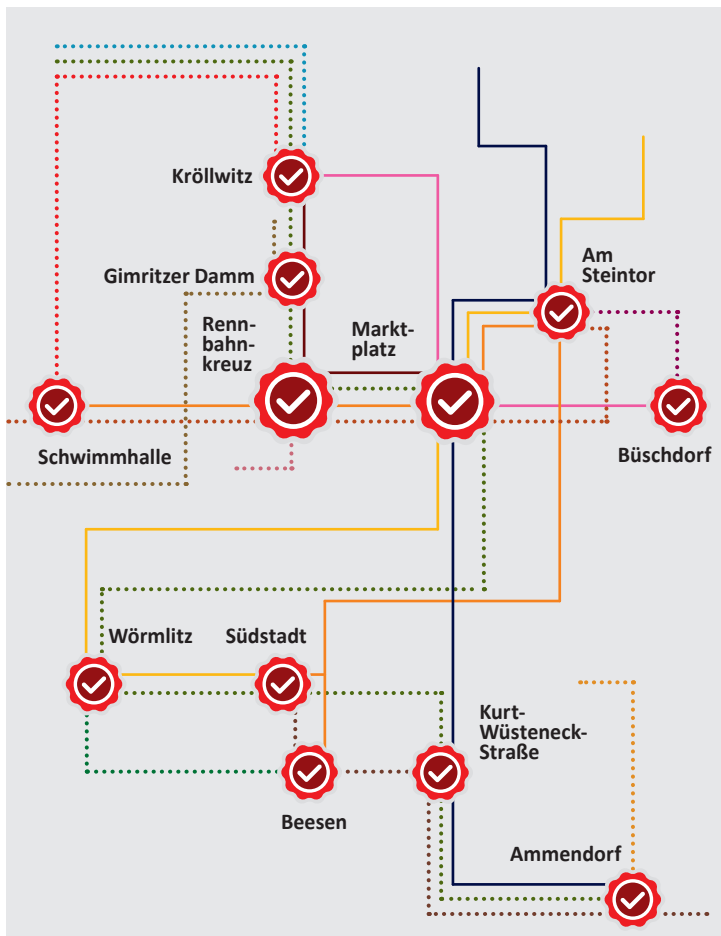 Kröllwitz
Gimritzer Damm
Am
Steintor
Renn-
bahn-
kreuz
Markt-
platz
Schwimmhalle
Büschdorf
Wörmlitz
Südstadt
Kurt-
Wüsteneck-
Straße
Beesen
Ammendorf